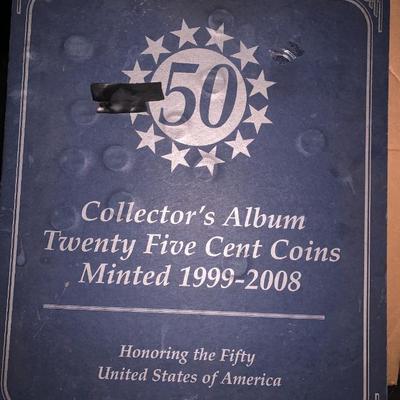 50
Collector's Album
Twenty Five Cent Coins
Minted 1999-2008
Honoring the Fifty
United States of America